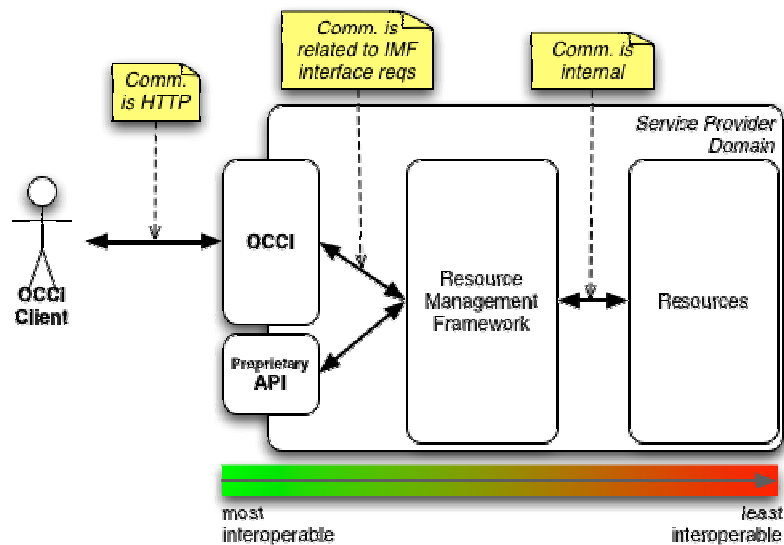 Comm.
is HTTP
Comm. is
related to IMF
interface reqs
Comm. is
internal
Service Provider
Domain
OCCI
Client
OCCI
Proprietary
API
Resource
Management
Framework
Resources
most
interoperable
least
interoperable